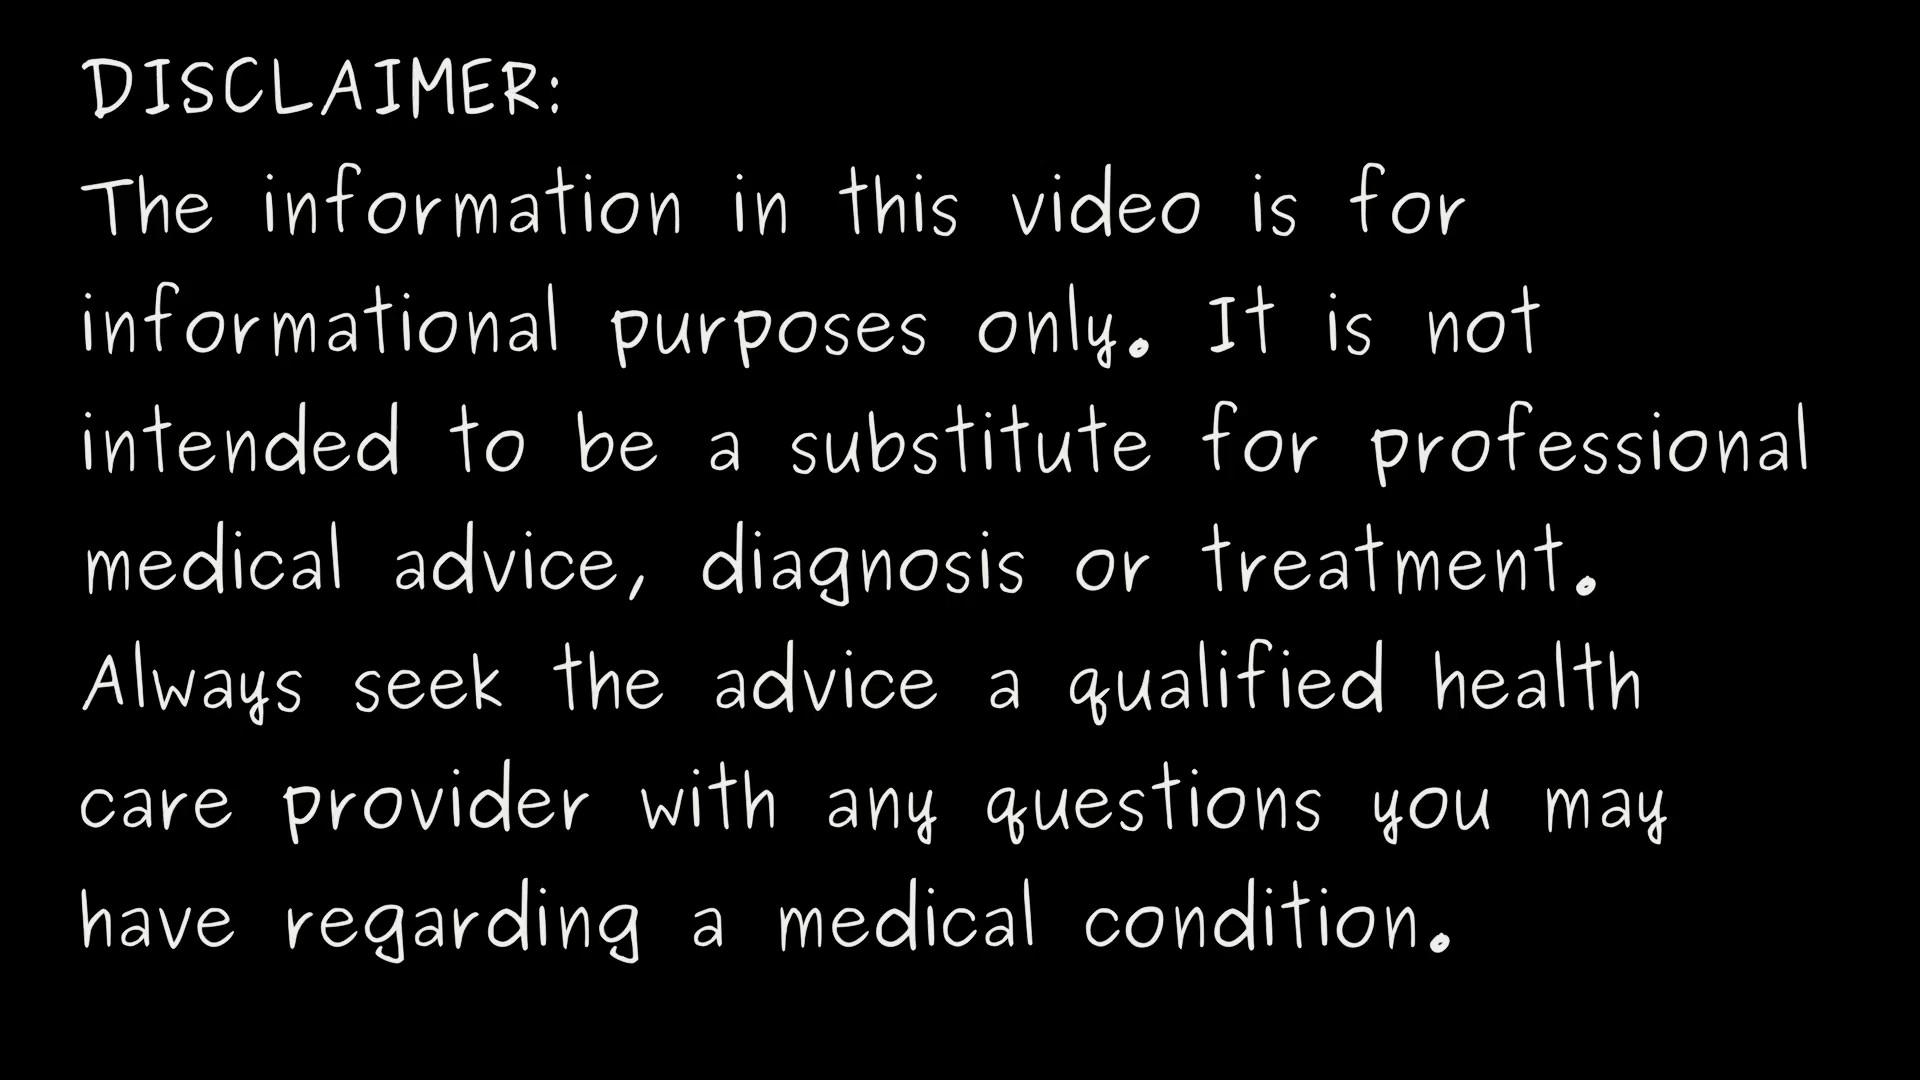 DISCLAIMER:
The information in this video is for
informational purposes only. It is not
intended to be a substitute for professional
medical advice, diagnosis or treatment.
Always seek the advice a qualified health
care provider with any questions you may
have regarding a medical condition.